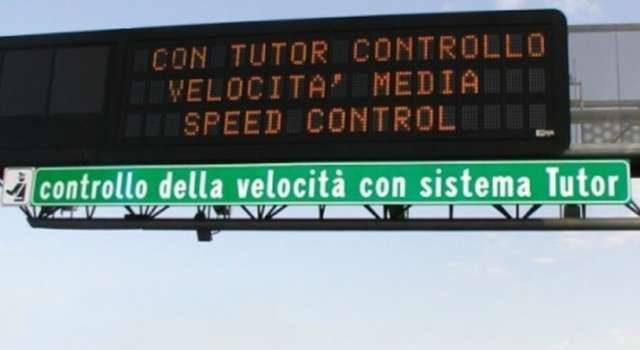 CON TUTOR CONTROLLO
VELOCITA' MEDIA
SPEED CONTROL
controllo della velocità con sistema Tutor